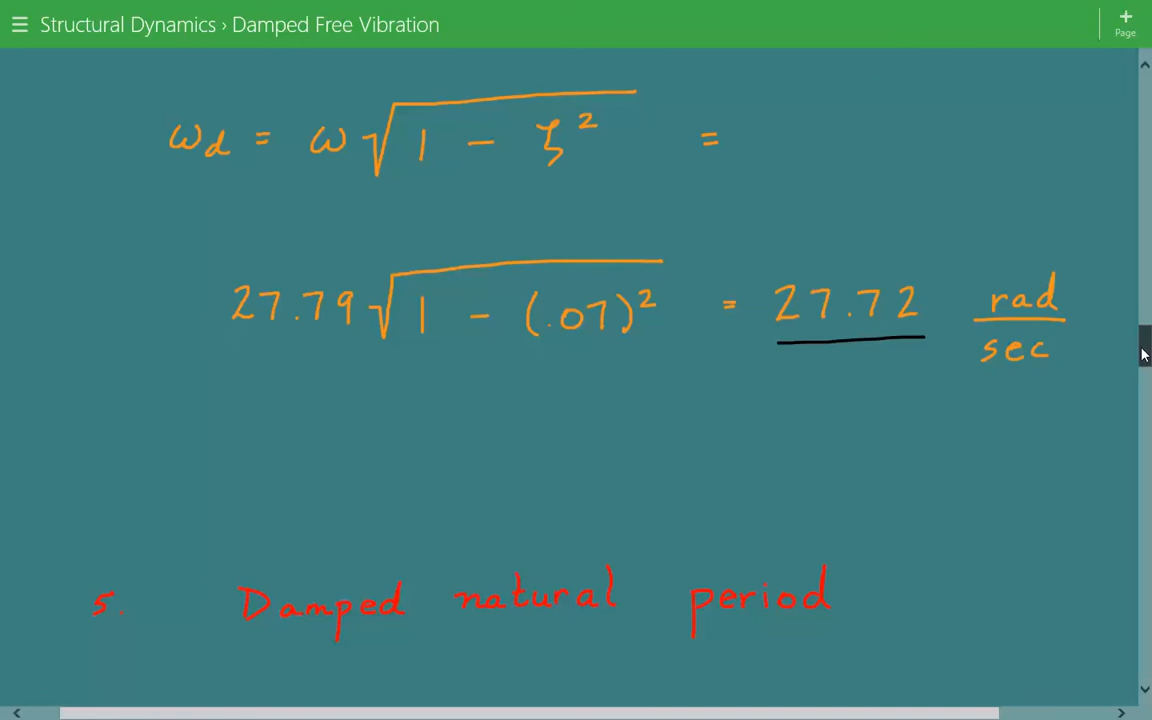 Structural Dynamics › Damped Free Vibration
Page
ωd = ω√1 - ζ² =
27.79√1 - (.07)² = 27.72 rad/sec
5. Damped natural period